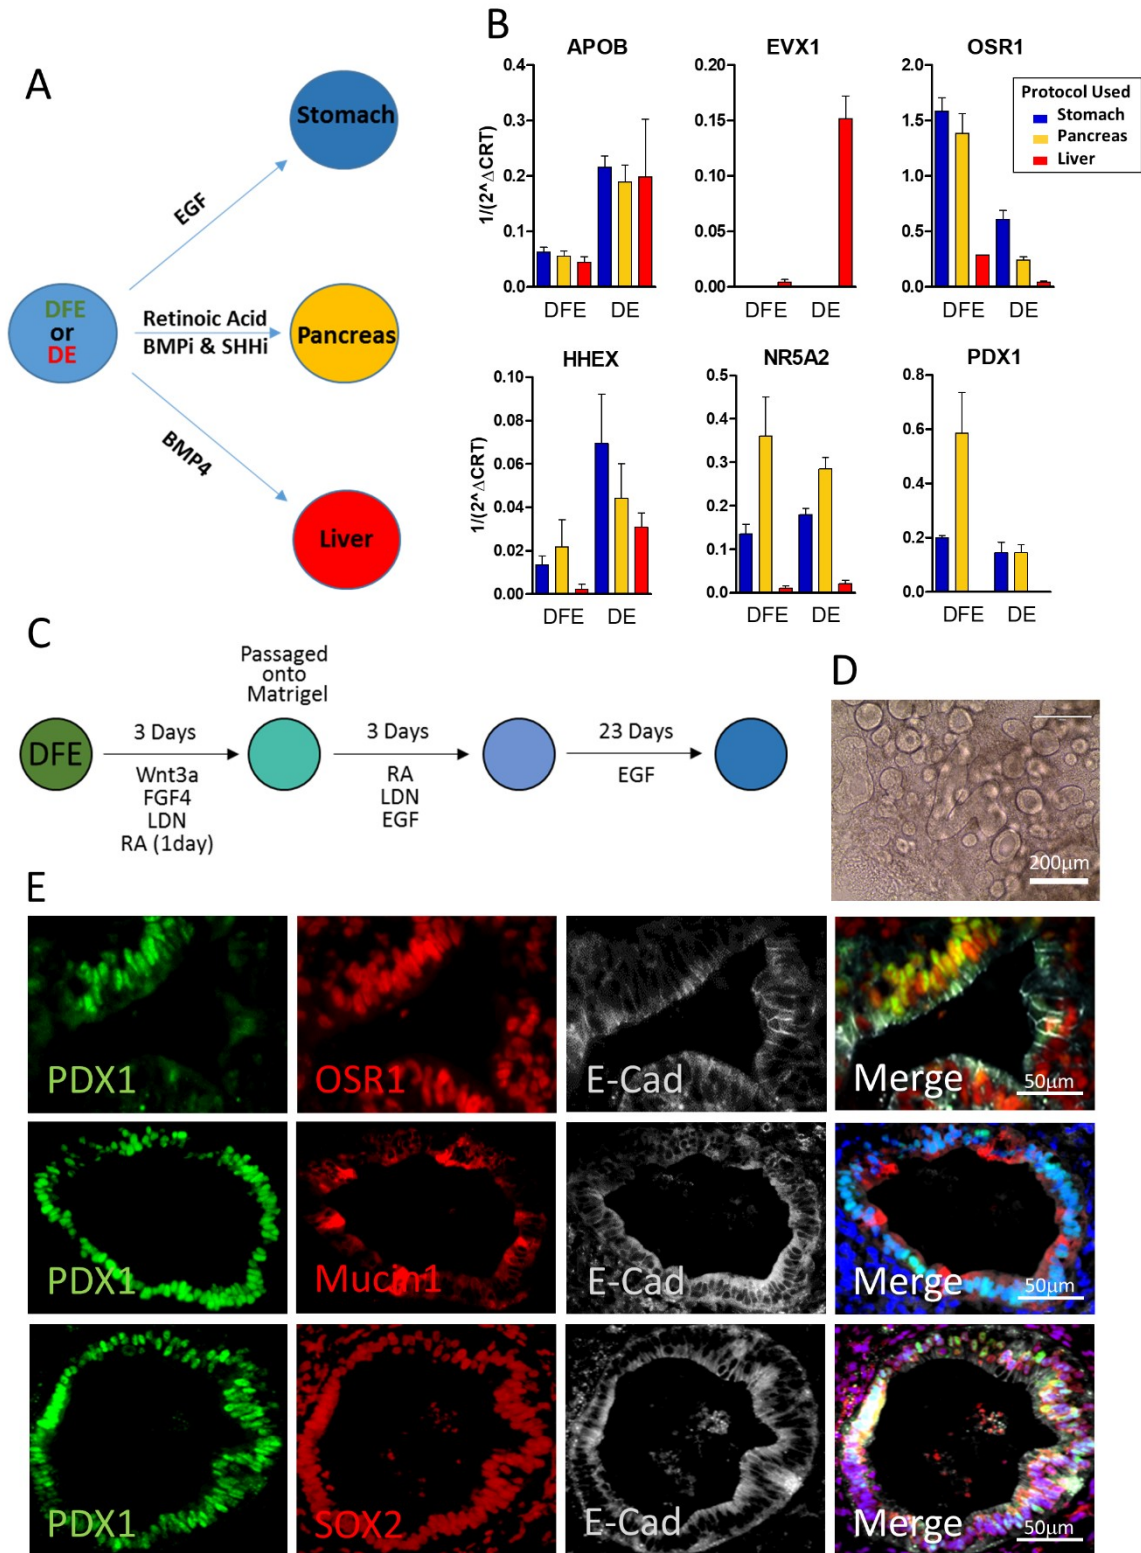 A
Stomach
EGF
DFE
or
DE
Retinoic Acid
BMPi & SHHi
Pancreas
BMP4
Liver
B
APOB
EVX1
OSR1
1/(2^ΔCRT)
0.4
0.3
0.2
0.1
0.0
DFE DE
0.20
0.15
0.10
0.05
0.00
DFE DE
2.0
1.5
1.0
0.5
0.0
DFE DE
Protocol Used
Stomach
Pancreas
Liver
HHEX
NR5A2
PDX1
1/(2^ΔCRT)
0.10
0.08
0.06
0.04
0.02
0.00
DFE DE
0.5
0.4
0.3
0.2
0.1
0.0
DFE DE
0.8
0.6
0.4
0.2
0.0
DFE DE
C
DFE
3 Days
Wnt3a
FGF4
LDN
RA (1day)
Passaged
onto
Matrigel
3 Days
RA
LDN
EGF
23 Days
EGF
D
200µm
E
PDX1
OSR1
E-Cad
Merge
50µm
PDX1
Mucin1
E-Cad
Merge
50µm
PDX1
SOX2
E-Cad
Merge
50µm